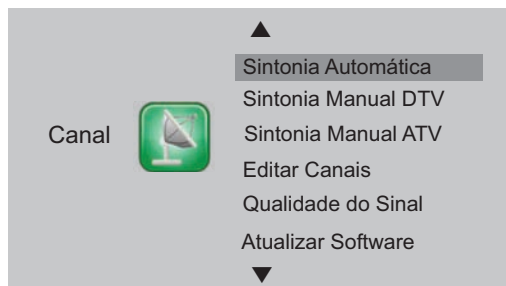 Canal
Sintonia Automática
Sintonia Manual DTV
Sintonia Manual ATV
Editar Canais
Qualidade do Sinal
Atualizar Software